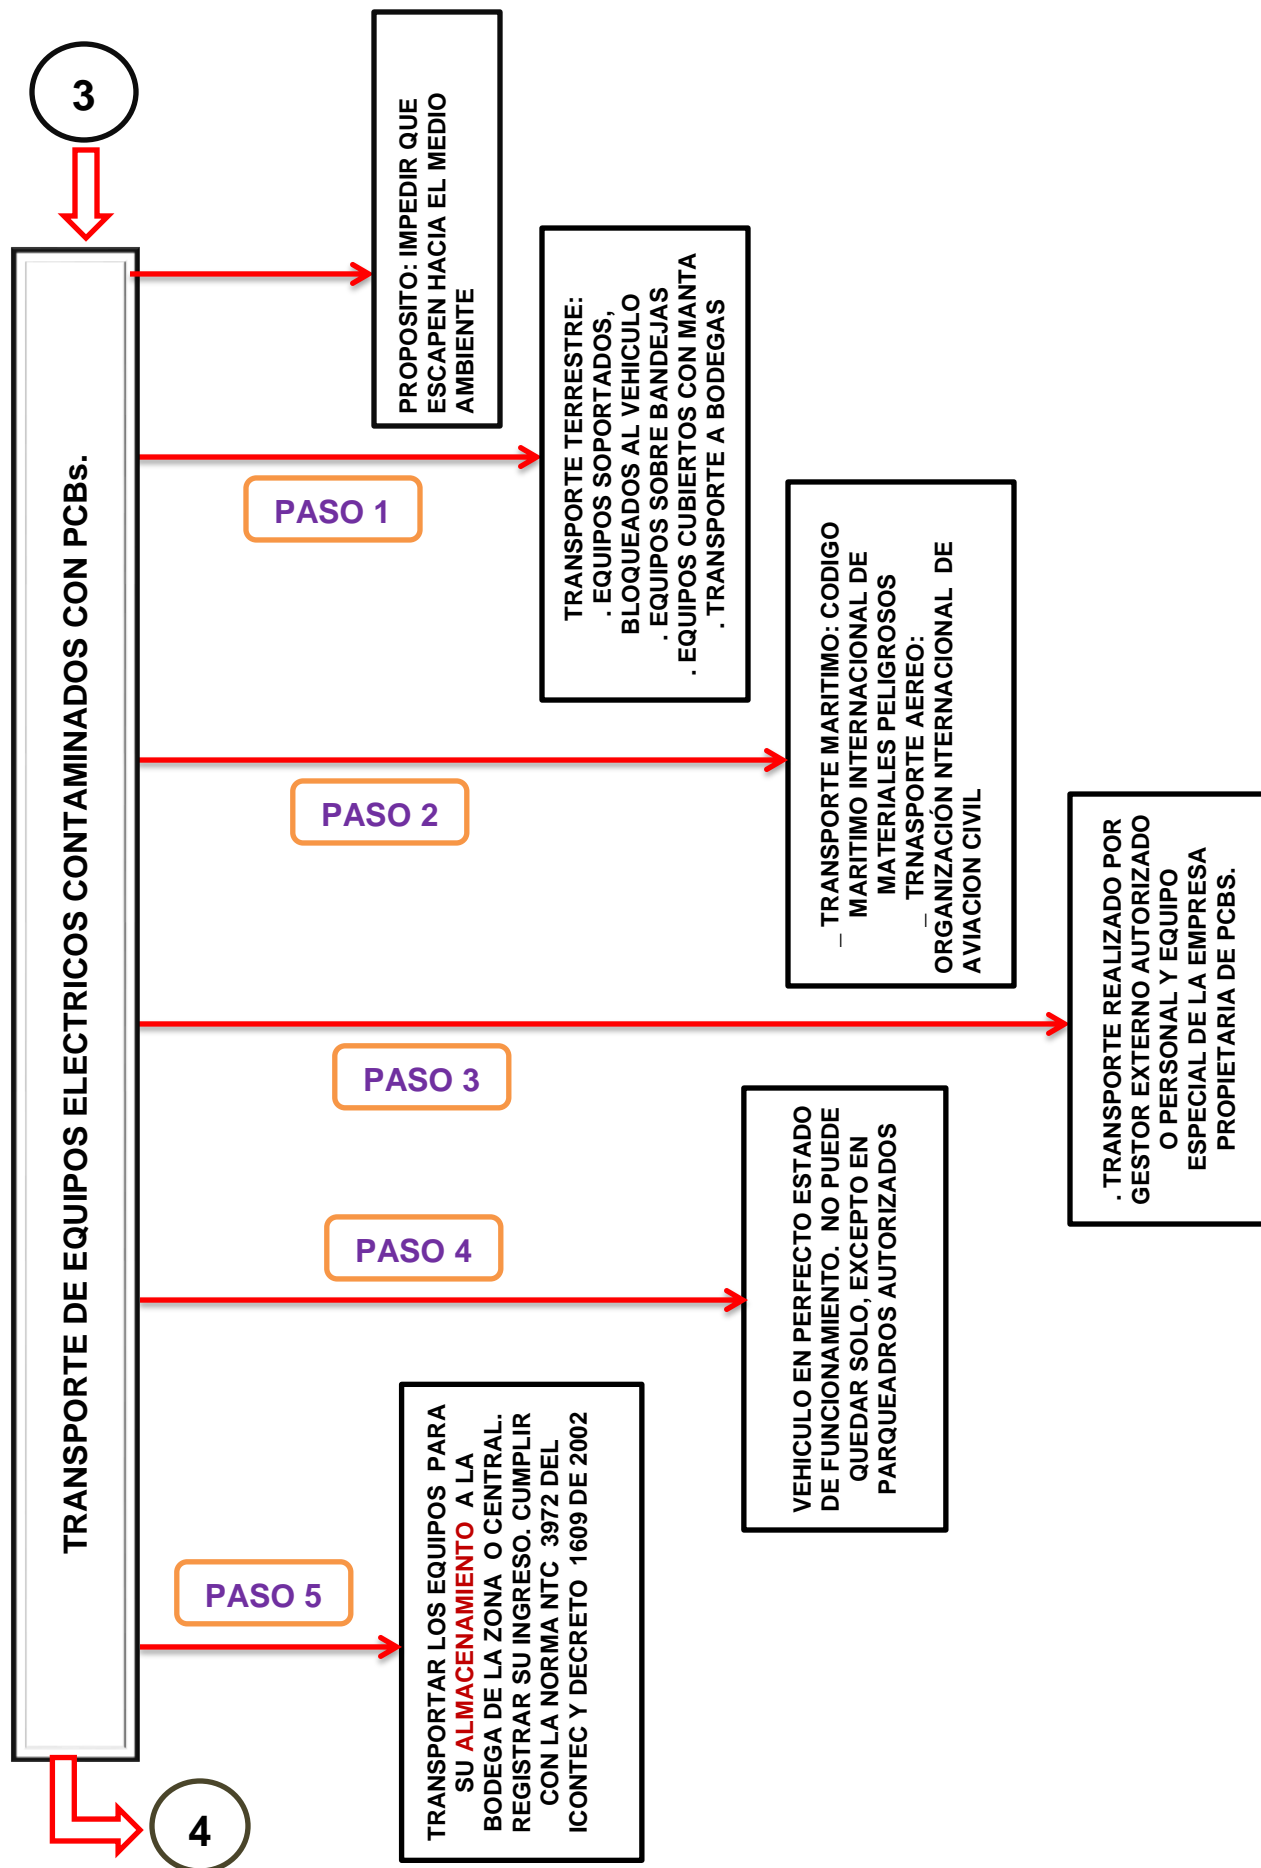 3
TRANSPORTE DE EQUIPOS ELECTRICOS CONTAMINADOS CON PCBs.
PROPOSITO: IMPEDIR QUE
ESCAPEN HACIA EL MEDIO
AMBIENTE
PASO 1
TRANSPORTE TERRESTRE:
. EQUIPOS SOPORTADOS,
BLOQUEADOS AL VEHICULO
. EQUIPOS SOBRE BANDEJAS
. EQUIPOS CUBIERTOS CON MANTA
. TRANSPORTE A BODEGAS
PASO 2
_ TRANSPORTE MARITIMO: CODIGO
MARITIMO INTERNACIONAL DE
MATERIALES PELIGROSOS
_ TRNASPORTE AEREO:
ORGANIZACIÓN NTERNACIONAL DE
AVIACION CIVIL
PASO 3
. TRANSPORTE REALIZADO POR
GESTOR EXTERNO AUTORIZADO
O PERSONAL Y EQUIPO
ESPECIAL DE LA EMPRESA
PROPIETARIA DE PCBS.
PASO 4
VEHICULO EN PERFECTO ESTADO
DE FUNCIONAMIENTO. NO PUEDE
QUEDAR SOLO, EXCEPTO EN
PARQUEADROS AUTORIZADOS
PASO 5
TRANSPORTAR LOS EQUIPOS PARA
SU ALMACENAMIENTO A LA
BODEGA DE LA ZONA O CENTRAL.
REGISTRAR SU INGRESO. CUMPLIR
CON LA NORMA NTC 3972 DEL
ICONTEC Y DECRETO 1609 DE 2002
4